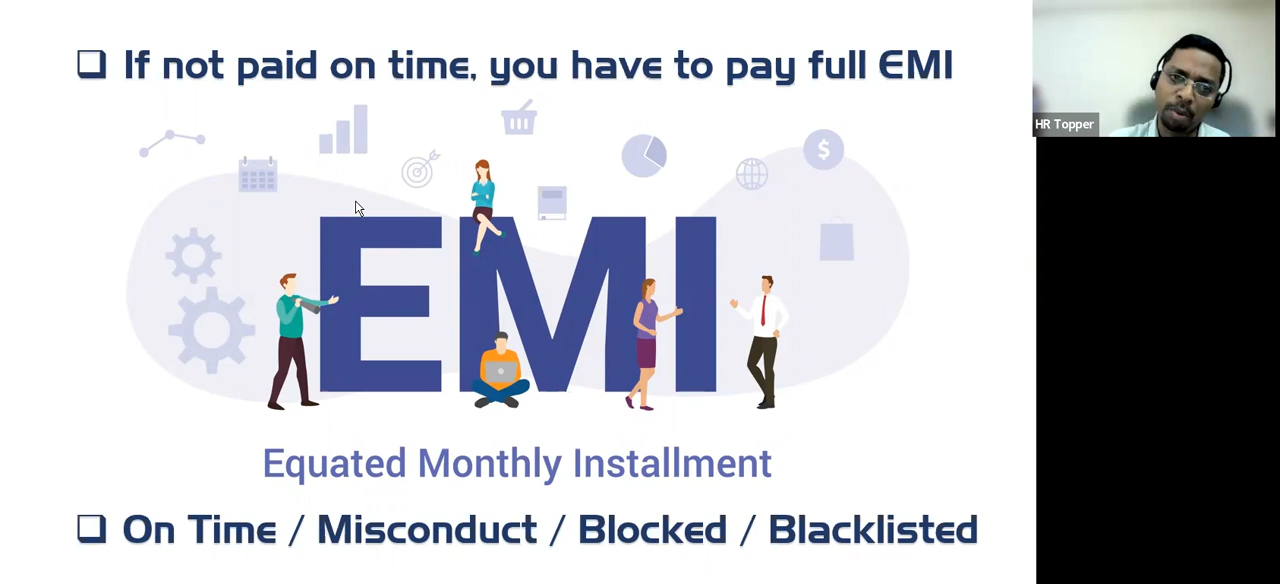 If not paid on time, you have to pay full EMI
HR Topper
$
EMI
Equated Monthly Installment
On Time / Misconduct / Blocked / Blacklisted